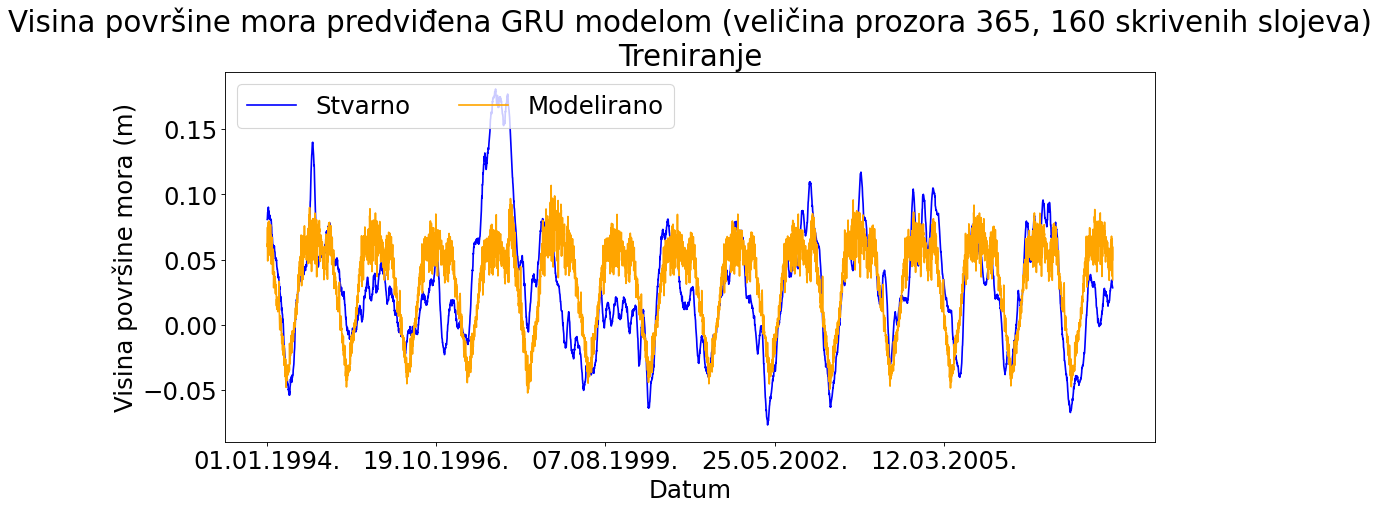 Visina površine mora predviđena GRU modelom (veličina prozora 365, 160 skrivenih slojeva)
Treniranje
Stvarno
Modelirano
Visina površine mora (m)
0.15
0.10
0.05
0.00
−0.05
01.01.1994.
19.10.1996.
07.08.1999.
25.05.2002.
12.03.2005.
Datum